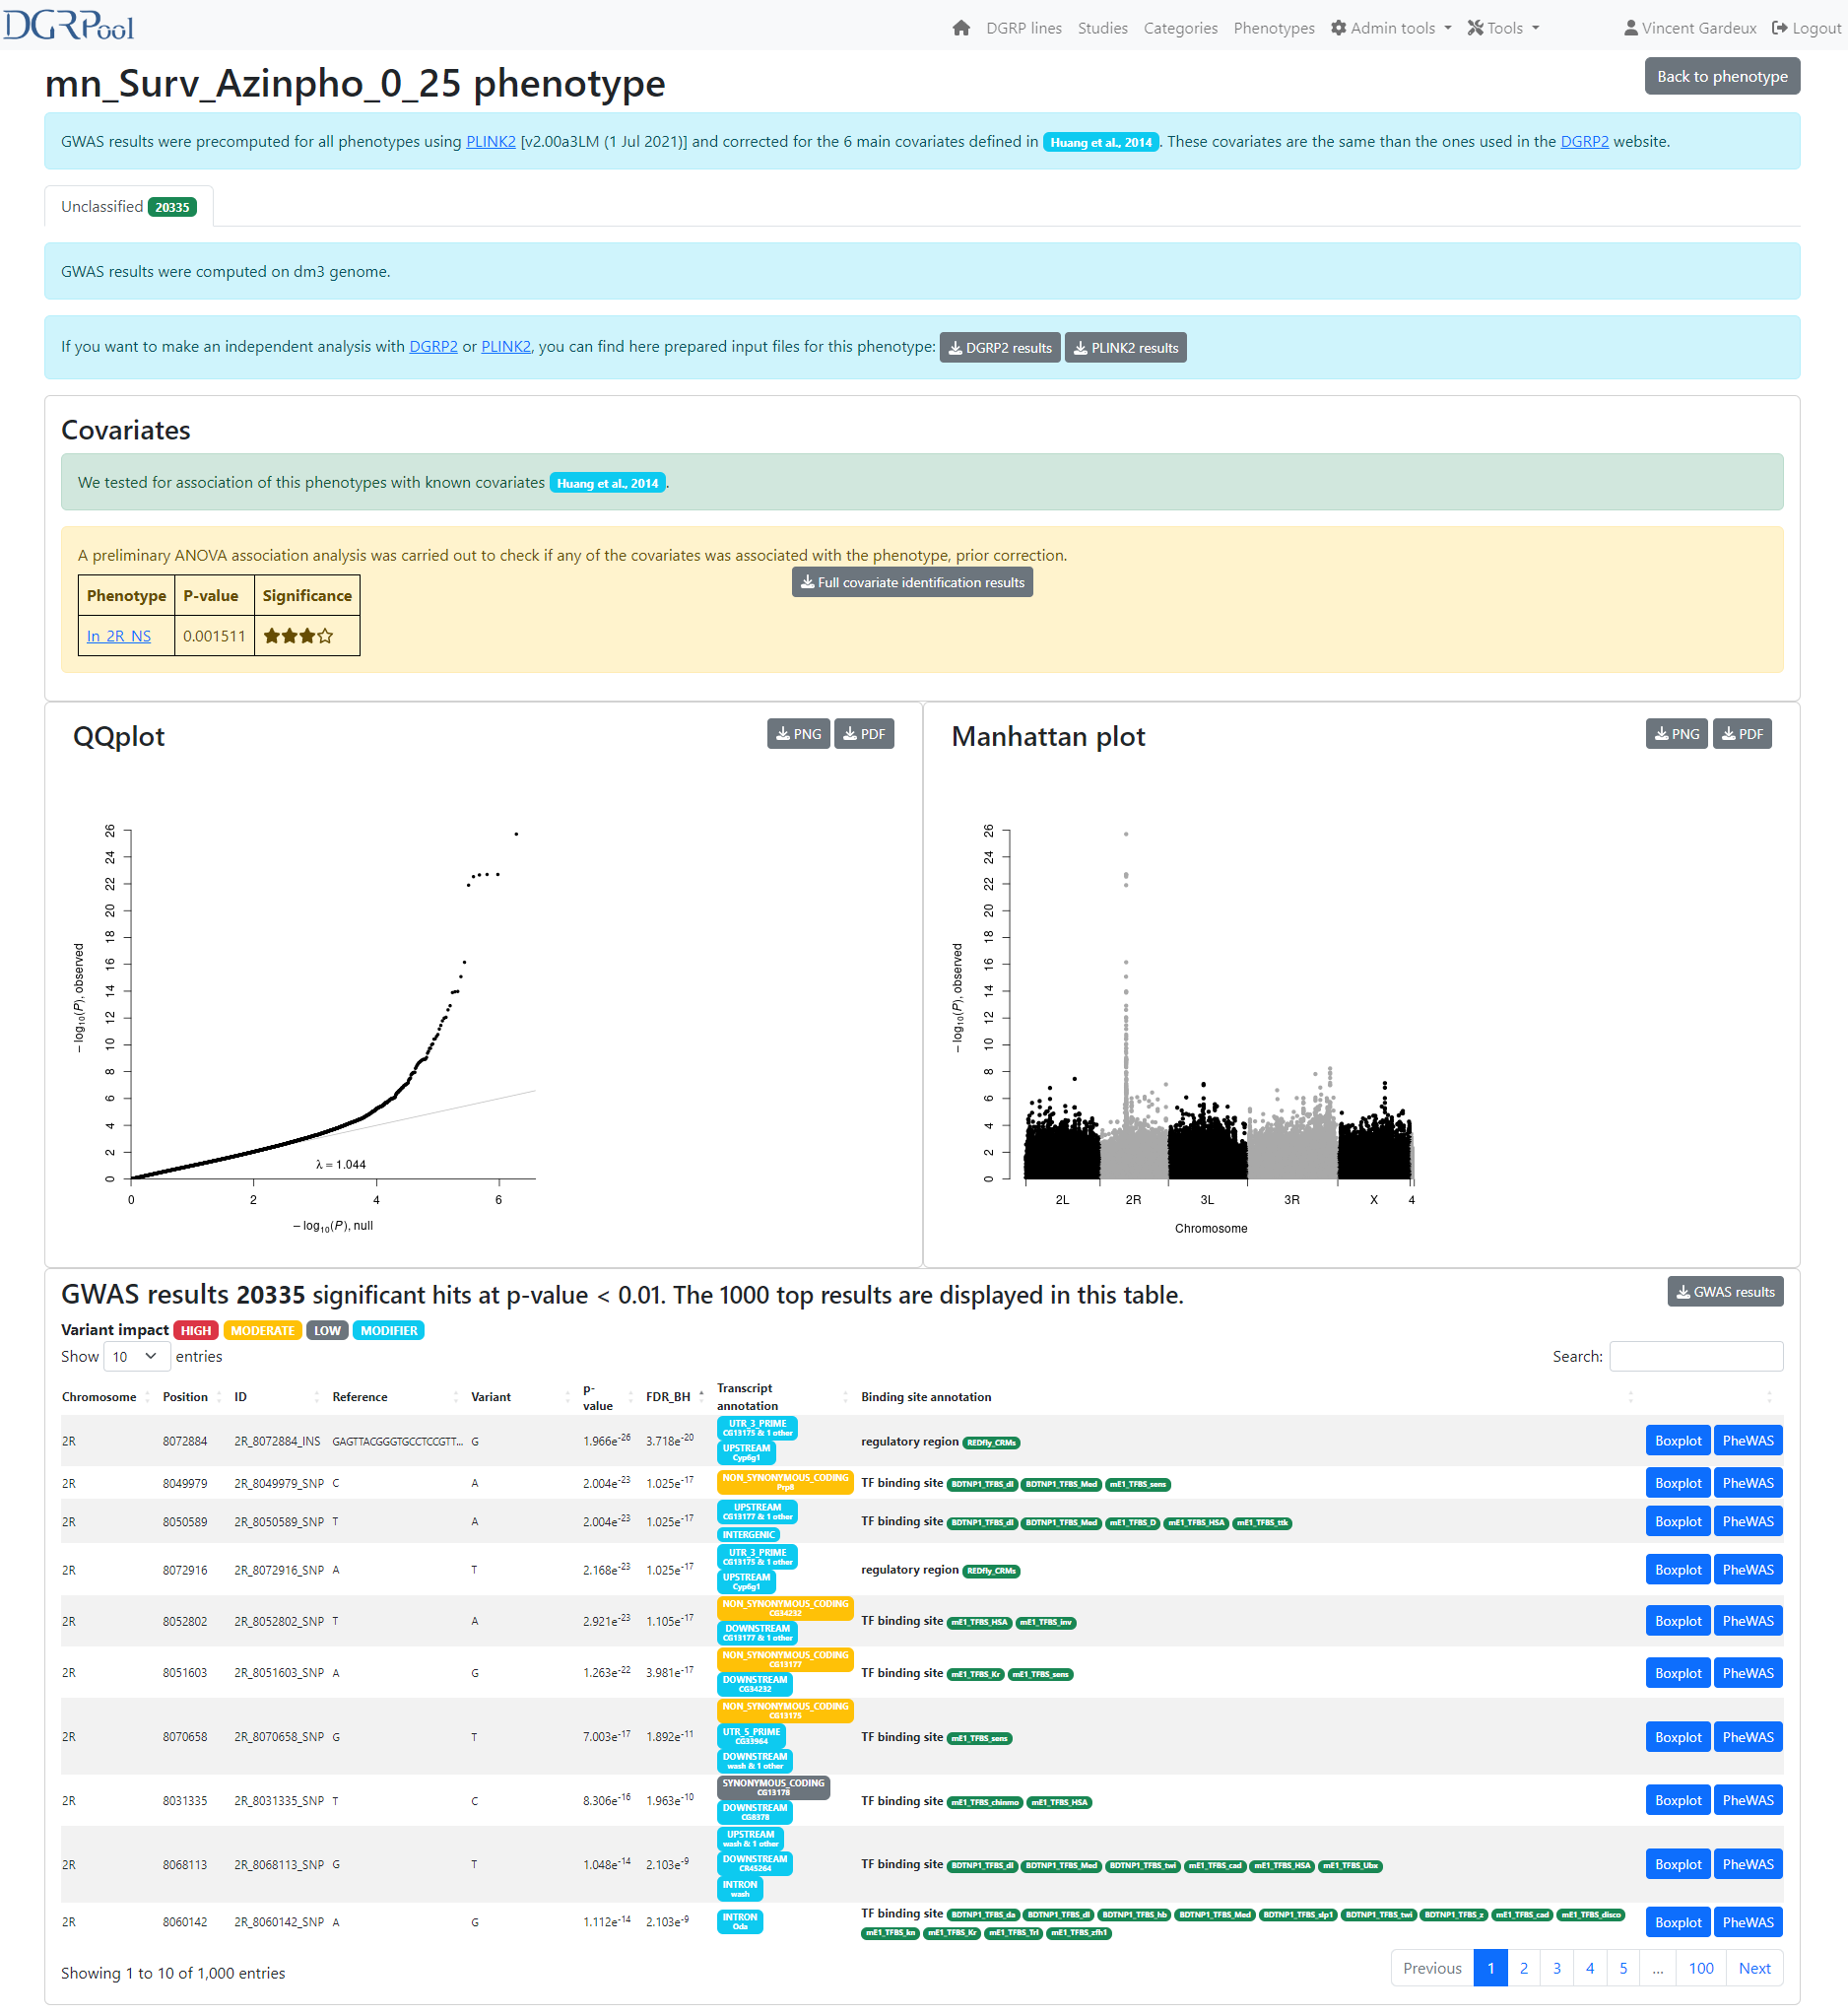 DGRPool
DGRP lines Studies Categories Phenotypes Admin tools Tools Vincent Gardeux Logout
mn_Surv_Azinpho_0_25 phenotype
Back to phenotype
GWAS results were precomputed for all phenotypes using PLINK2 [v2.00a3LM (1 Jul 2021)] and corrected for the 6 main covariates defined in Huang et al., 2014. These covariates are the same than the ones used in the DGRP2 website.
Unclassified 20335
GWAS results were computed on dm3 genome.
If you want to make an independent analysis with DGRP2 or PLINK2, you can find here prepared input files for this phenotype: DGRP2 results PLINK2 results
Covariates
We tested for association of this phenotypes with known covariates Huang et al., 2014.
A preliminary ANOVA association analysis was carried out to check if any of the covariates was associated with the phenotype, prior correction.
Full covariate identification results
Phenotype P-value Significance
In_2R_NS 0.001511
QQplot
PNG PDF
26
24
22
20
18
16
14
12
10
8
6
4
2
0
− log10(P), observed
λ = 1.044
0 2 4 6
− log10(P), null
Manhattan plot
PNG PDF
26
24
22
20
18
16
14
12
10
8
6
4
2
0
− log10(P), observed
2L 2R 3L 3R X 4
Chromosome
GWAS results 20335 significant hits at p-value < 0.01. The 1000 top results are displayed in this table.
GWAS results
Variant impact HIGH MODERATE LOW MODIFIER
Show 10 entries
Search:
Chromosome Position ID Reference Variant p-value FDR_BH Transcript annotation Binding site annotation
2R 8072884 2R_8072884_INS GAGTTACGGGTGCCTCCGTT... G 1.966e-26 3.718e-20 UTR_3_PRIME CG13175 & 1 other UPSTREAM Cyp6g1 regulatory region REDfly_CRMs Boxplot PheWAS
2R 8049979 2R_8049979_SNP C A 2.004e-23 1.025e-17 NON_SYNONYMOUS_CODING Prp8 TF binding site BDTNP1_TFBS_dl BDTNP1_TFBS_Med mE1_TFBS_sens Boxplot PheWAS
2R 8050589 2R_8050589_SNP T A 2.004e-23 1.025e-17 UPSTREAM CG13177 & 1 other INTERGENIC TF binding site BDTNP1_TFBS_dl BDTNP1_TFBS_Med mE1_TFBS_D mE1_TFBS_HSA mE1_TFBS_ttk Boxplot PheWAS
2R 8072916 2R_8072916_SNP A T 2.168e-23 1.025e-17 UTR_3_PRIME CG13175 & 1 other UPSTREAM Cyp6g1 regulatory region REDfly_CRMs Boxplot PheWAS
2R 8052802 2R_8052802_SNP T A 2.921e-23 1.105e-17 NON_SYNONYMOUS_CODING CG34232 DOWNSTREAM CG13177 & 1 other TF binding site mE1_TFBS_HSA mE1_TFBS_inv Boxplot PheWAS
2R 8051603 2R_8051603_SNP A G 1.263e-22 3.981e-17 NON_SYNONYMOUS_CODING CG13177 DOWNSTREAM CG34232 TF binding site mE1_TFBS_Kr mE1_TFBS_sens Boxplot PheWAS
2R 8070658 2R_8070658_SNP G T 7.003e-17 1.892e-11 NON_SYNONYMOUS_CODING CG13175 UTR_5_PRIME CG33964 DOWNSTREAM wash & 1 other TF binding site mE1_TFBS_sens Boxplot PheWAS
2R 8031335 2R_8031335_SNP T C 8.306e-16 1.963e-10 SYNONYMOUS_CODING CG13178 DOWNSTREAM CG8378 TF binding site mE1_TFBS_chinmo mE1_TFBS_HSA Boxplot PheWAS
2R 8068113 2R_8068113_SNP G T 1.048e-14 2.103e-9 UPSTREAM wash & 1 other DOWNSTREAM CR45264 INTRON wash TF binding site BDTNP1_TFBS_dl BDTNP1_TFBS_Med BDTNP1_TFBS_twi mE1_TFBS_cad mE1_TFBS_HSA mE1_TFBS_Ubx Boxplot PheWAS
2R 8060142 2R_8060142_SNP A G 1.112e-14 2.103e-9 INTRON Oda TF binding site BDTNP1_TFBS_da BDTNP1_TFBS_dl BDTNP1_TFBS_hb BDTNP1_TFBS_Med BDTNP1_TFBS_slp1 BDTNP1_TFBS_twi BDTNP1_TFBS_z mE1_TFBS_cad mE1_TFBS_disco mE1_TFBS_kn mE1_TFBS_Kr mE1_TFBS_Trl mE1_TFBS_zfh1 Boxplot PheWAS
Showing 1 to 10 of 1,000 entries
Previous 1 2 3 4 5 ... 100 Next